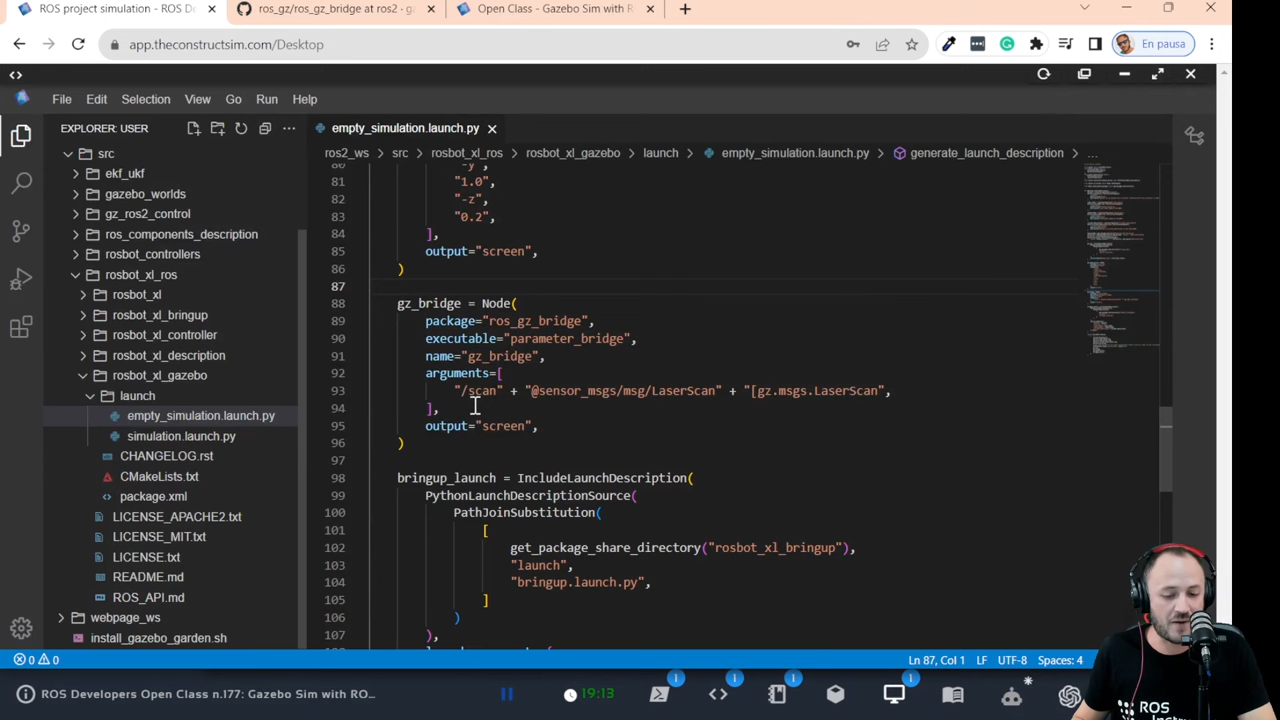 ROS project simulation - ROS De
ros_gz/ros_gz_bridge at ros2 · gz
Open Class - Gazebo Sim with R
app.theconstructsim.com/Desktop
En pausa
File Edit Selection View Go Run Help
EXPLORER: USER
src
ekf_ukf
gazebo_worlds
gz_ros2_control
ros_components_description
rosbot_controllers
rosbot_xl_ros
rosbot_xl
rosbot_xl_bringup
rosbot_xl_controller
rosbot_xl_description
rosbot_xl_gazebo
launch
empty_simulation.launch.py
simulation.launch.py
CHANGELOG.rst
CMakeLists.txt
package.xml
LICENSE_APACHE2.txt
LICENSE_MIT.txt
LICENSE.txt
README.md
ROS_API.md
webpage_ws
install_gazebo_garden.sh
empty_simulation.launch.py
ros2_ws > src > rosbot_xl_ros > rosbot_xl_gazebo > launch > empty_simulation.launch.py > generate_launch_description > ...
80 "-y",
81 "1.0",
82 "-z",
83 "0.2",
84 ],
85 output="screen",
86 )
87
88 gz_bridge = Node(
89 package="ros_gz_bridge",
90 executable="parameter_bridge",
91 name="gz_bridge",
92 arguments=[
93 "/scan" + "@sensor_msgs/msg/LaserScan" + "[gz.msgs.LaserScan",
94 ],
95 output="screen",
96 )
97
98 bringup_launch = IncludeLaunchDescription(
99 PythonLaunchDescriptionSource(
100 PathJoinSubstitution(
101 [
102 get_package_share_directory("rosbot_xl_bringup"),
103 "launch",
104 "bringup.launch.py",
105 ]
106 )
107 ),
0 0
Ln 87, Col 1 LF UTF-8 Spaces: 4
ROS Developers Open Class n.177: Gazebo Sim with RO...
19:13
ROS